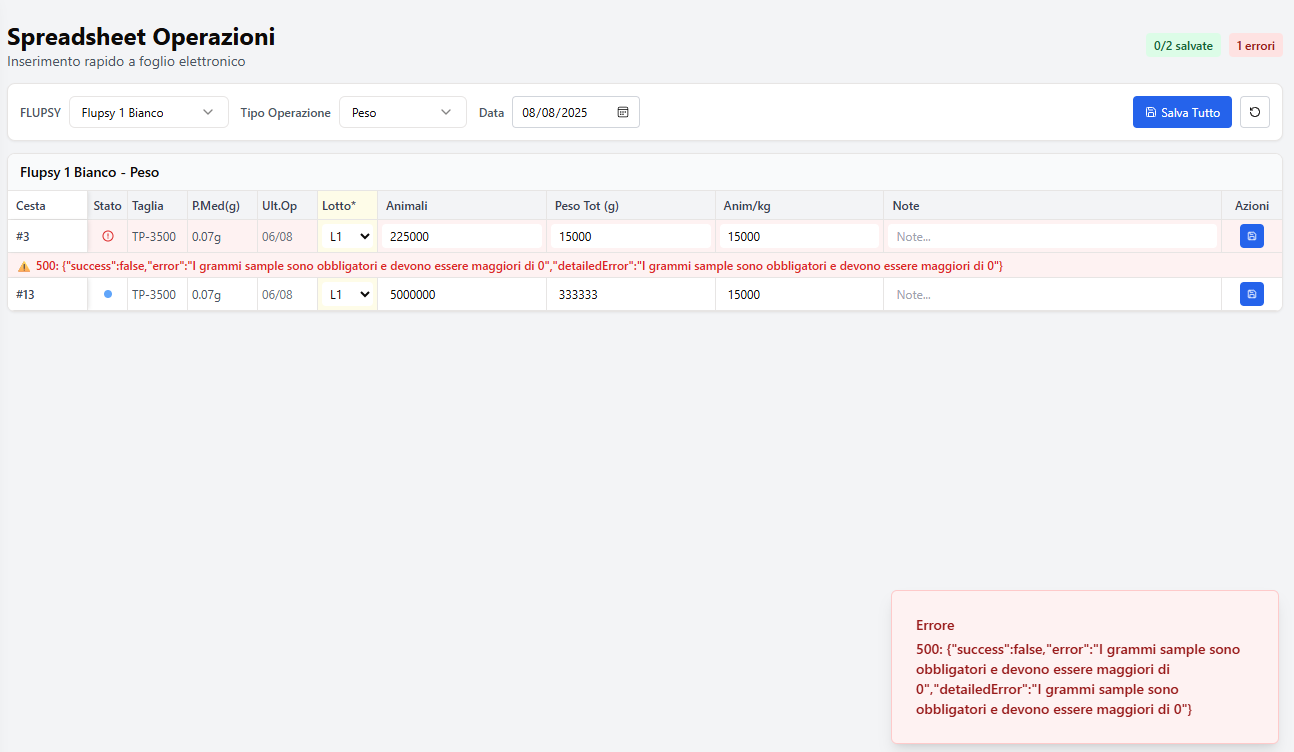 Spreadsheet Operazioni
Inserimento rapido a foglio elettronico
0/2 salvate 1 errori
FLUPSY Flupsy 1 Bianco Tipo Operazione Peso Data 08/08/2025 Salva Tutto
Flupsy 1 Bianco - Peso
Cesta Stato Taglia P.Med(g) Ult.Op Lotto* Animali Peso Tot (g) Anim/kg Note Azioni
#3 TP-3500 0.07g 06/08 L1 225000 15000 15000 Note...
500: {"success":false,"error":"I grammi sample sono obbligatori e devono essere maggiori di 0","detailedError":"I grammi sample sono obbligatori e devono essere maggiori di 0"}
#13 TP-3500 0.07g 06/08 L1 5000000 333333 15000 Note...
Errore
500: {"success":false,"error":"I grammi sample sono
obbligatori e devono essere maggiori di
0","detailedError":"I grammi sample sono
obbligatori e devono essere maggiori di 0"}